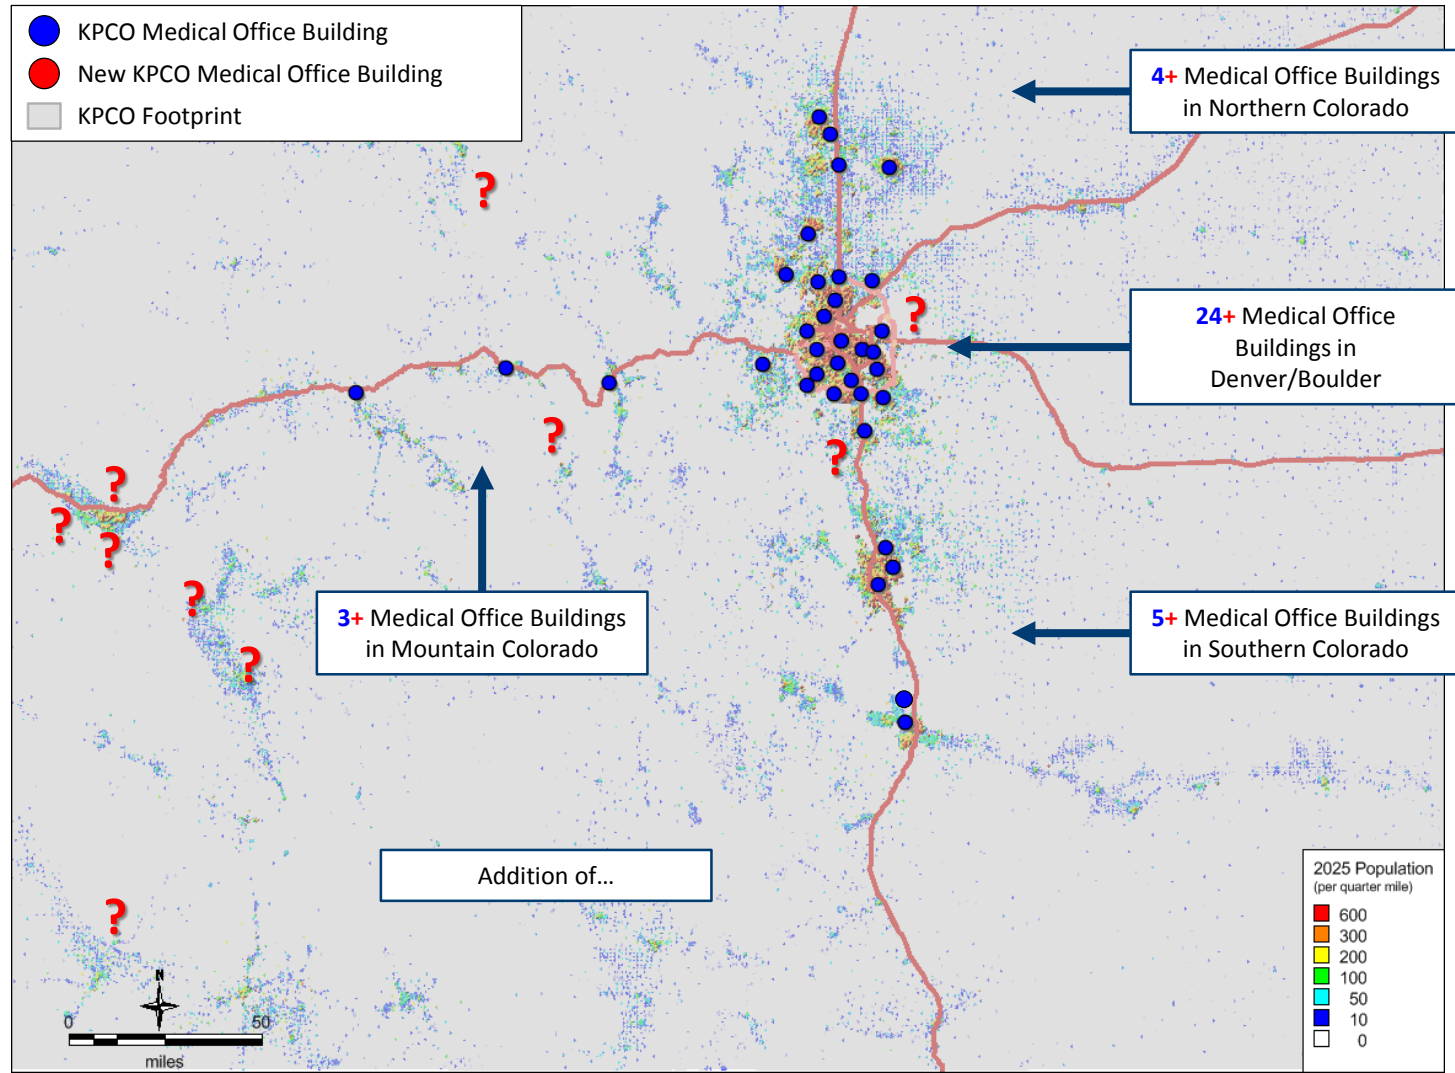 KPCO Medical Office Building
New KPCO Medical Office Building
KPCO Footprint
4+ Medical Office Buildings
in Northern Colorado
?
?
24+ Medical Office
Buildings in
Denver/Boulder
?
?
?
?
?
?
?
3+ Medical Office Buildings
in Mountain Colorado
5+ Medical Office Buildings
in Southern Colorado
Addition of…
?
N
0 50
miles
2025 Population
(per quarter mile)
600
300
200
100
50
10
0